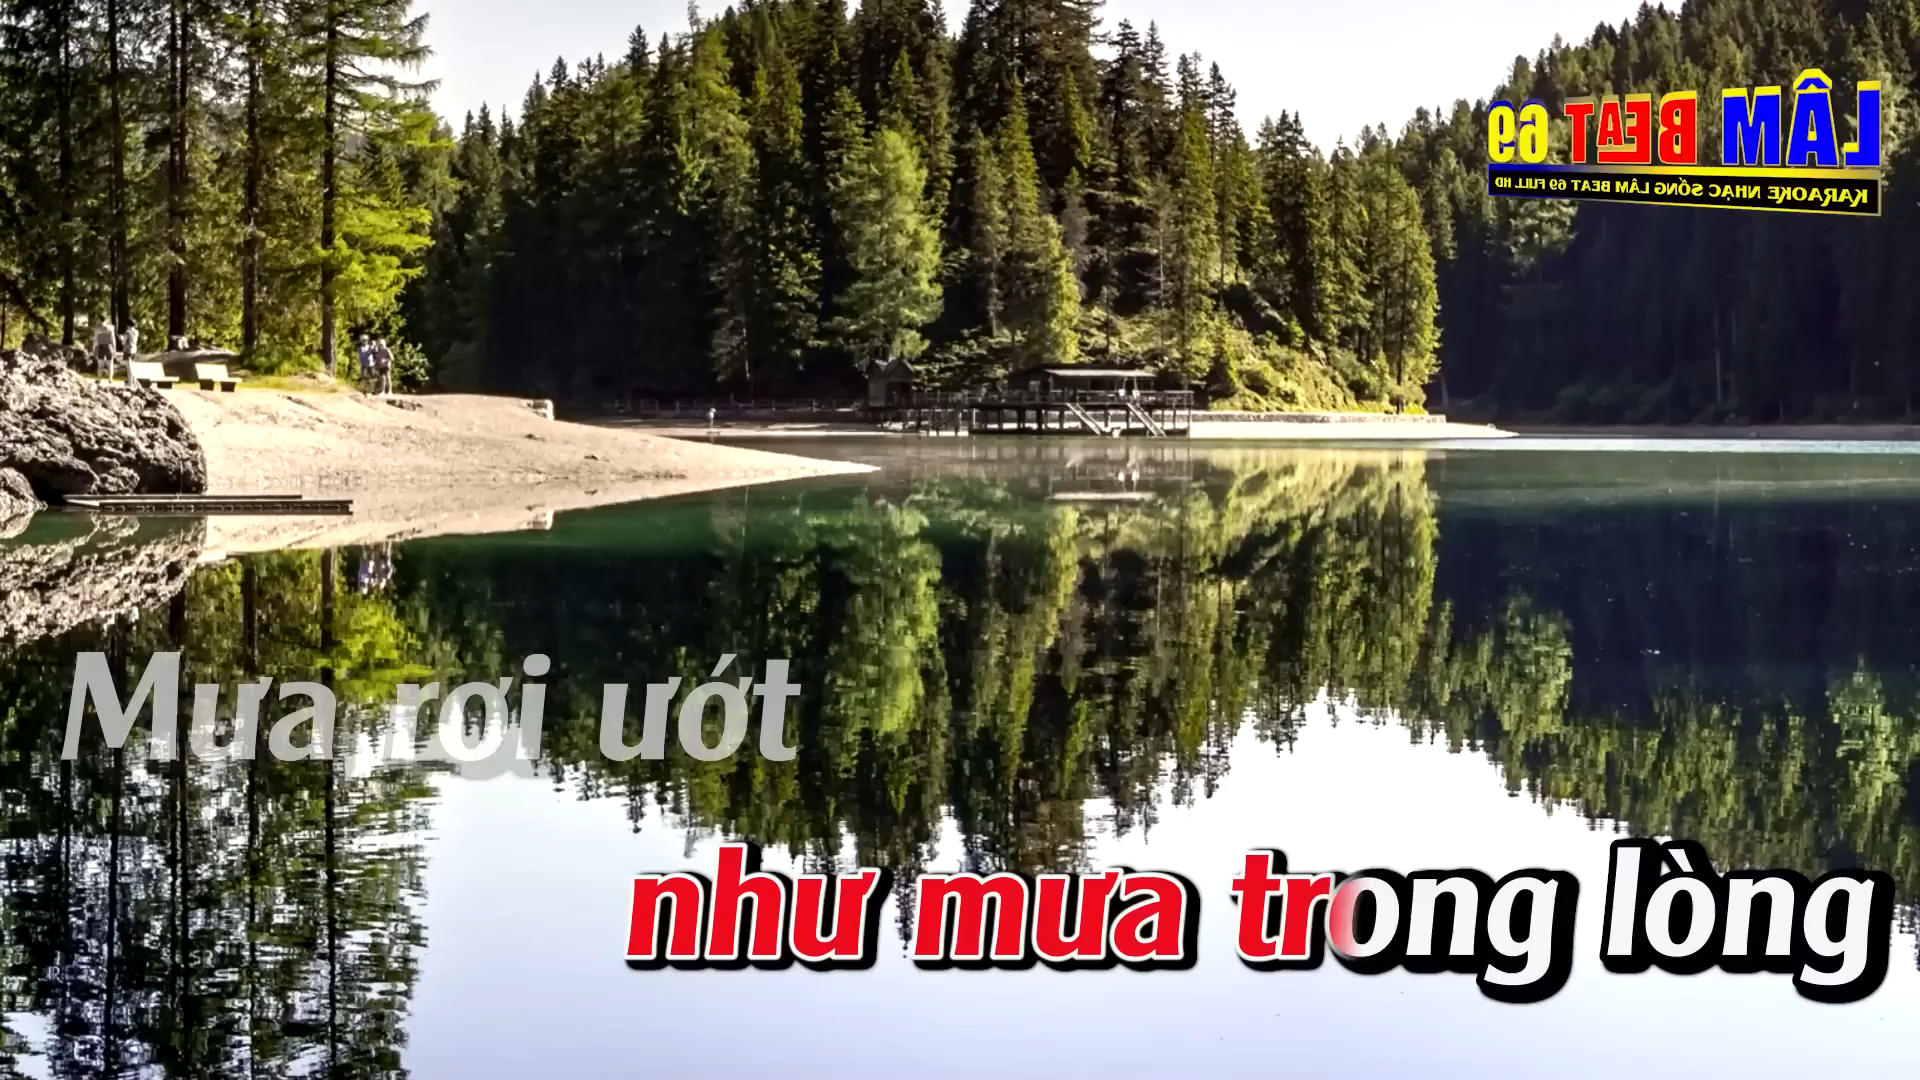 LÂM BEAT 69
KARAOKE NHẠC SỐNG LÂM BEAT 69 FULL HD
Mưa rơi ướt
như mưa trong lòng